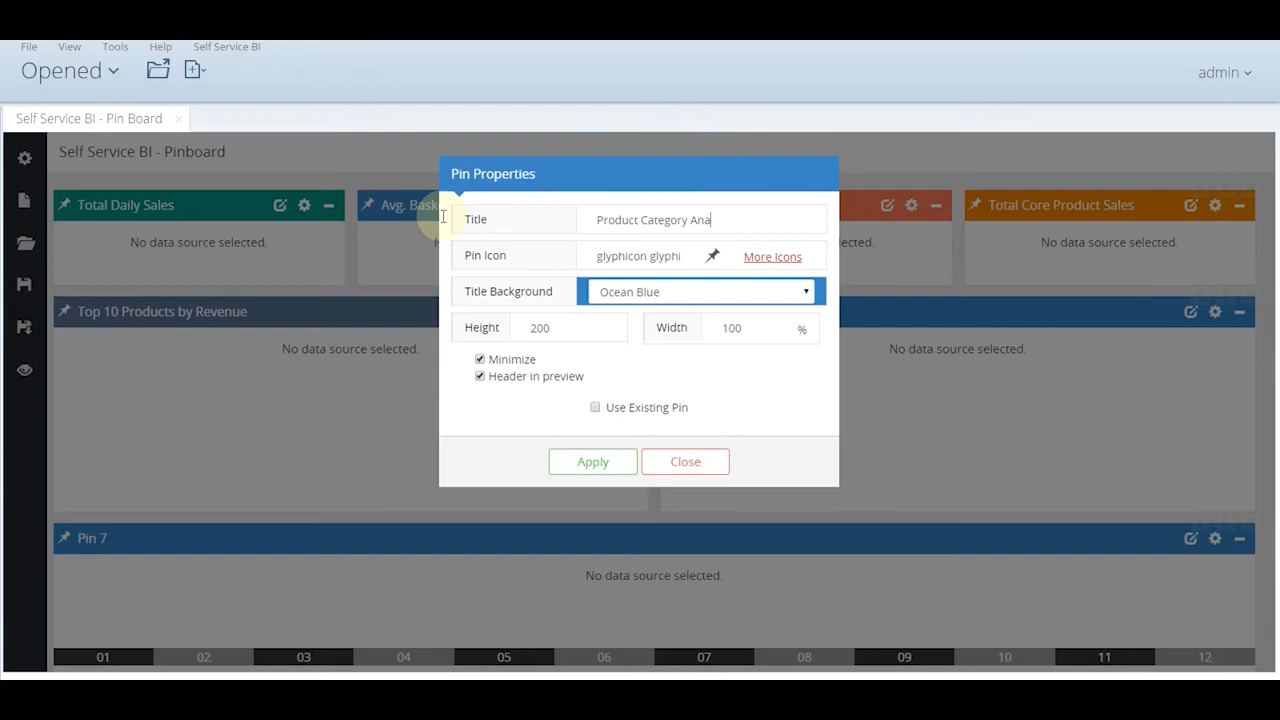 File View Tools Help Self Service BI
Opened admin
Self Service BI - Pin Board ×
Self Service BI - Pinboard
Pin Properties
Total Daily Sales Avg. Bask Total Core Product Sales
Title Product Category Ana
No data source selected. N No data source selected.
Pin Icon glyphicon glyphi More Icons
Title Background Ocean Blue
Top 10 Products by Revenue
Height 200 Width 100 %
No data source selected. No data source selected.
Minimize
Header in preview
Use Existing Pin
Apply Close
Pin 7
No data source selected.
01 02 03 04 05 06 07 08 09 10 11 12